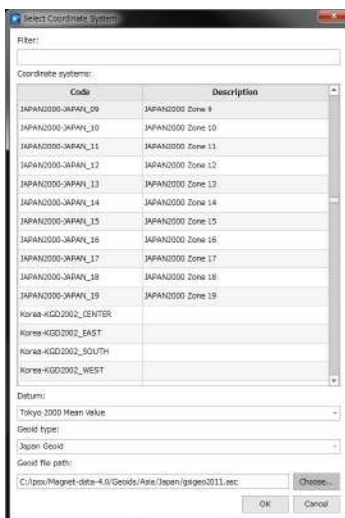 Select Coordinate System
Filter:
Coordinate systems:
Code Description
JAPAN2000-JAPAN_09 JAPAN2000 Zone 9
JAPAN2000-JAPAN_10 JAPAN2000 Zone 10
JAPAN2000-JAPAN_11 JAPAN2000 Zone 11
JAPAN2000-JAPAN_12 JAPAN2000 Zone 12
JAPAN2000-JAPAN_13 JAPAN2000 Zone 13
JAPAN2000-JAPAN_14 JAPAN2000 Zone 14
JAPAN2000-JAPAN_15 JAPAN2000 Zone 15
JAPAN2000-JAPAN_16 JAPAN2000 Zone 16
JAPAN2000-JAPAN_17 JAPAN2000 Zone 17
JAPAN2000-JAPAN_18 JAPAN2000 Zone 18
JAPAN2000-JAPAN_19 JAPAN2000 Zone 19
Korea-KGD2002_CENTER
Korea-KGD2002_EAST
Korea-KGD2002_SOUTH
Korea-KGD2002_WEST
Datum:
Tokyo 2000 Mean Value
Geoid type:
Japan Geoid
Geoid file path:
C:/ipsx/Magnet-data-4.0/Geoids/Asia/Japan/gsigeo2011.asc Choose...
OK Cancel